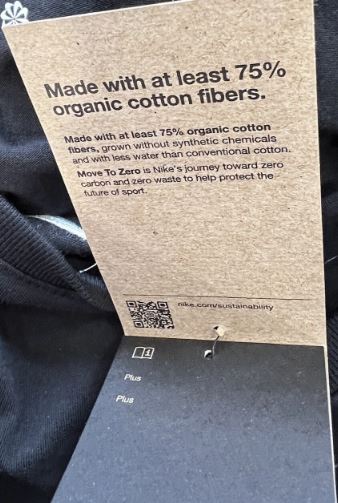 Made with at least 75%
organic cotton fibers.
Made with at least 75% organic cotton
fibers, grown without synthetic chemicals
and with less water than conventional cotton.
Move To Zero is Nike's journey toward zero
carbon and zero waste to help protect the
future of sport.
nike.com/sustainability
Plus
Plus